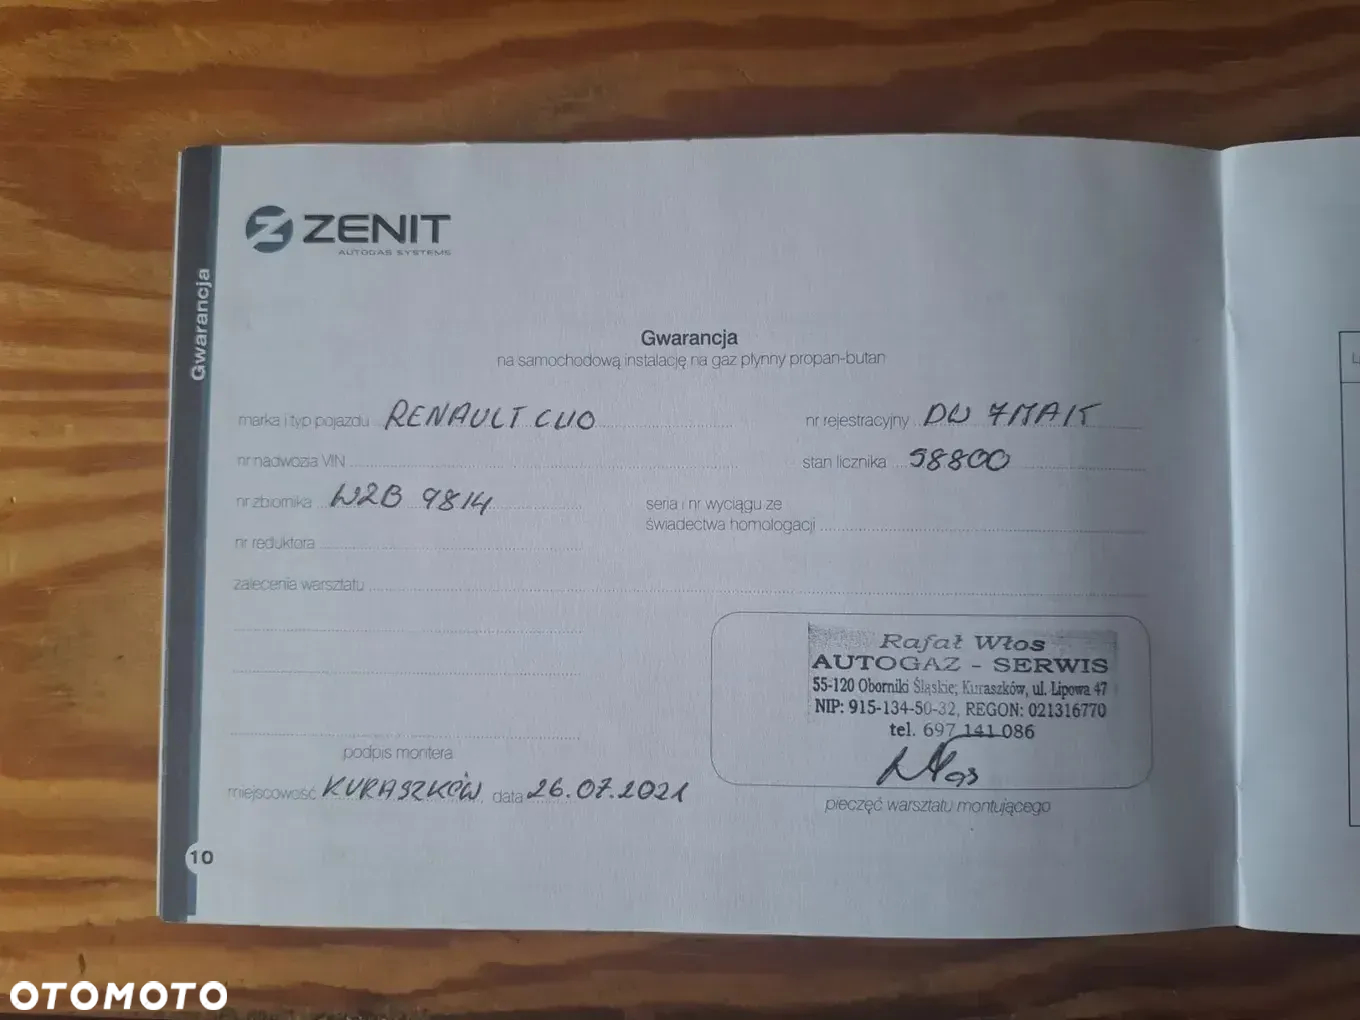 ZENIT
AUTOGAS SYSTEMS
Gwarancja
Gwarancja
na samochodową instalację na gaz płynny propan-butan
marka i typ pojazdu RENAULT CLIO nr rejestracyjny DW
nr nadwozia VIN stan licznika 58800
nr zbiornika W2B 9814 seria i nr wyciągu ze
świadectwa homologacji
nr reduktora
zalecenia warsztatu
Rafał Włos
AUTOGAZ - SERWIS
55-120 Oborniki Śląskie, Kuraszków, ul. Lipowa 47
NIP: 915-134-50-32, REGON: 021316770
tel. 697 141 086
podpis montera
miejscowość KURASZKÓW data 26.07.2021
pieczęć warsztatu montującego
10
OTOMOTO